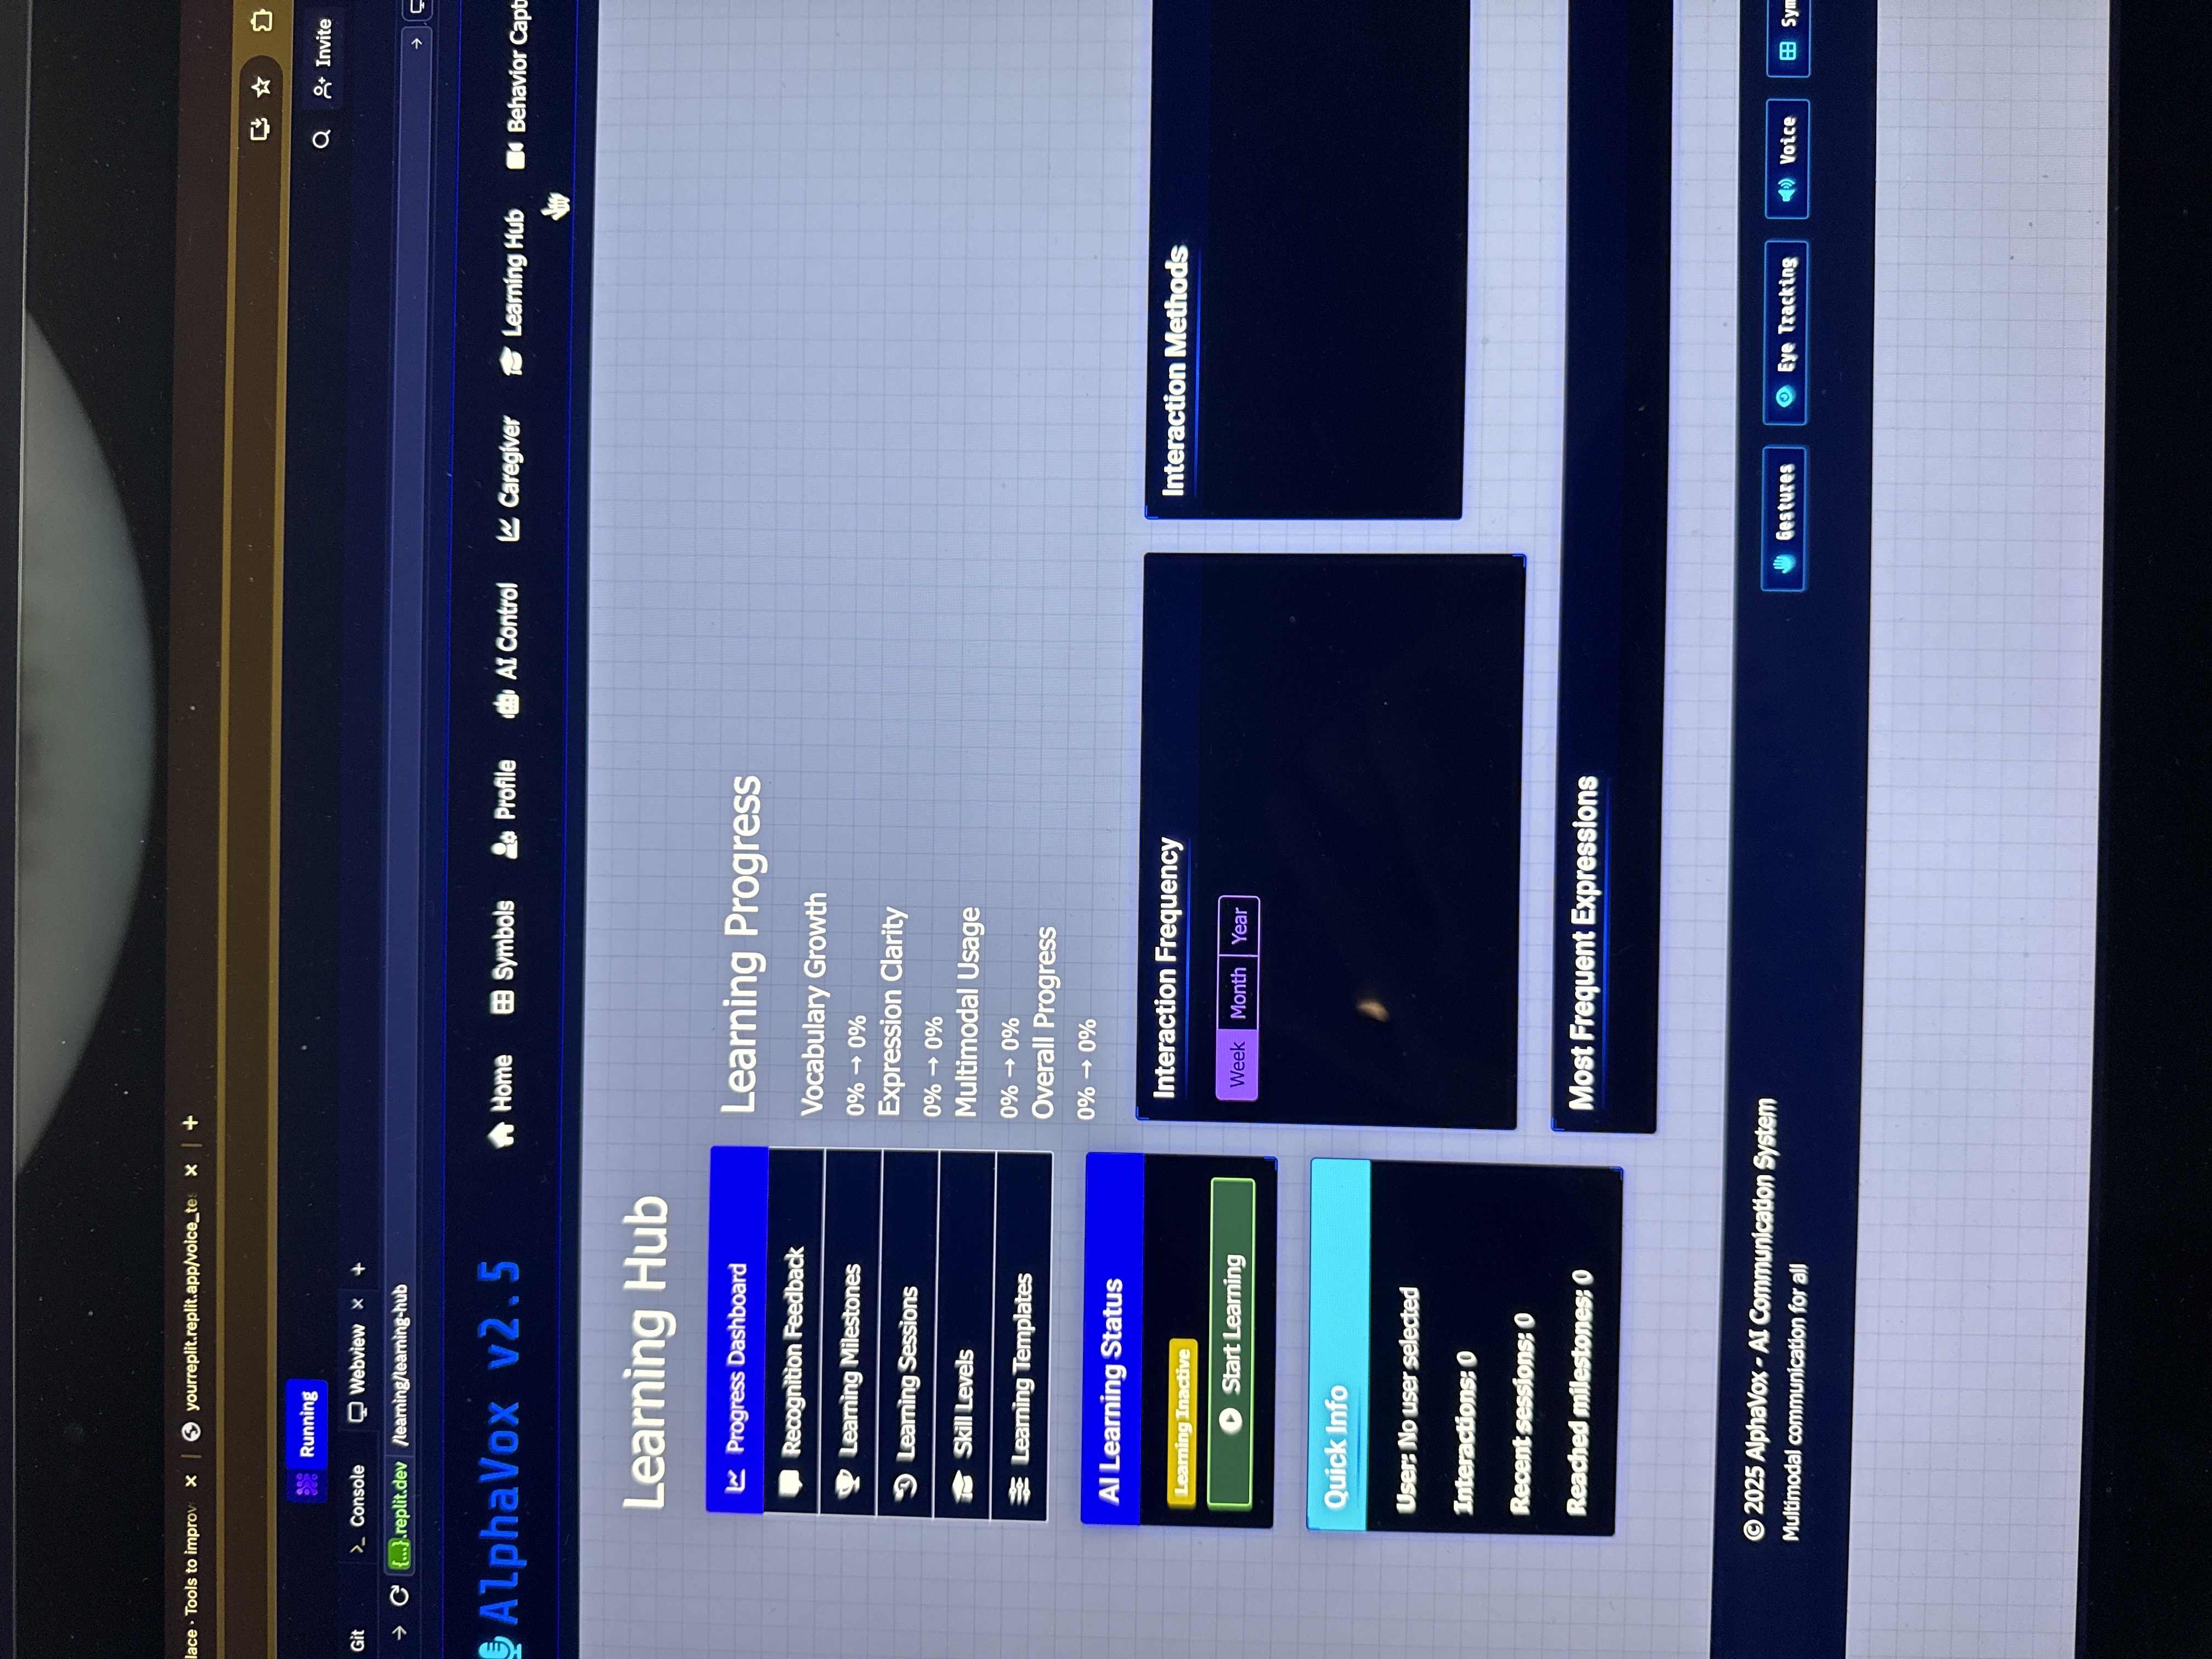 lace · Tools to improv
yourreplit.replit.app/voice_tes
Running
Invite
Git
Console
Webview
{...}.replit.dev /learning/learning-hub
AlphaVox v2.5
Home
Symbols
Profile
AI Control
Caregiver
Learning Hub
Behavior Capt
Learning Hub
Progress Dashboard
Recognition Feedback
Learning Milestones
Learning Sessions
Skill Levels
Learning Templates
AI Learning Status
Learning Inactive
Start Learning
Quick Info
User: No user selected
Interactions: 0
Recent sessions: 0
Reached milestones: 0
Learning Progress
Vocabulary Growth
0% → 0%
Expression Clarity
0% → 0%
Multimodal Usage
0% → 0%
Overall Progress
0% → 0%
Interaction Frequency
Week
Month
Year
Interaction Methods
Most Frequent Expressions
© 2025 AlphaVox - AI Communication System
Multimodal communication for all
Gestures
Eye Tracking
Voice
Sym